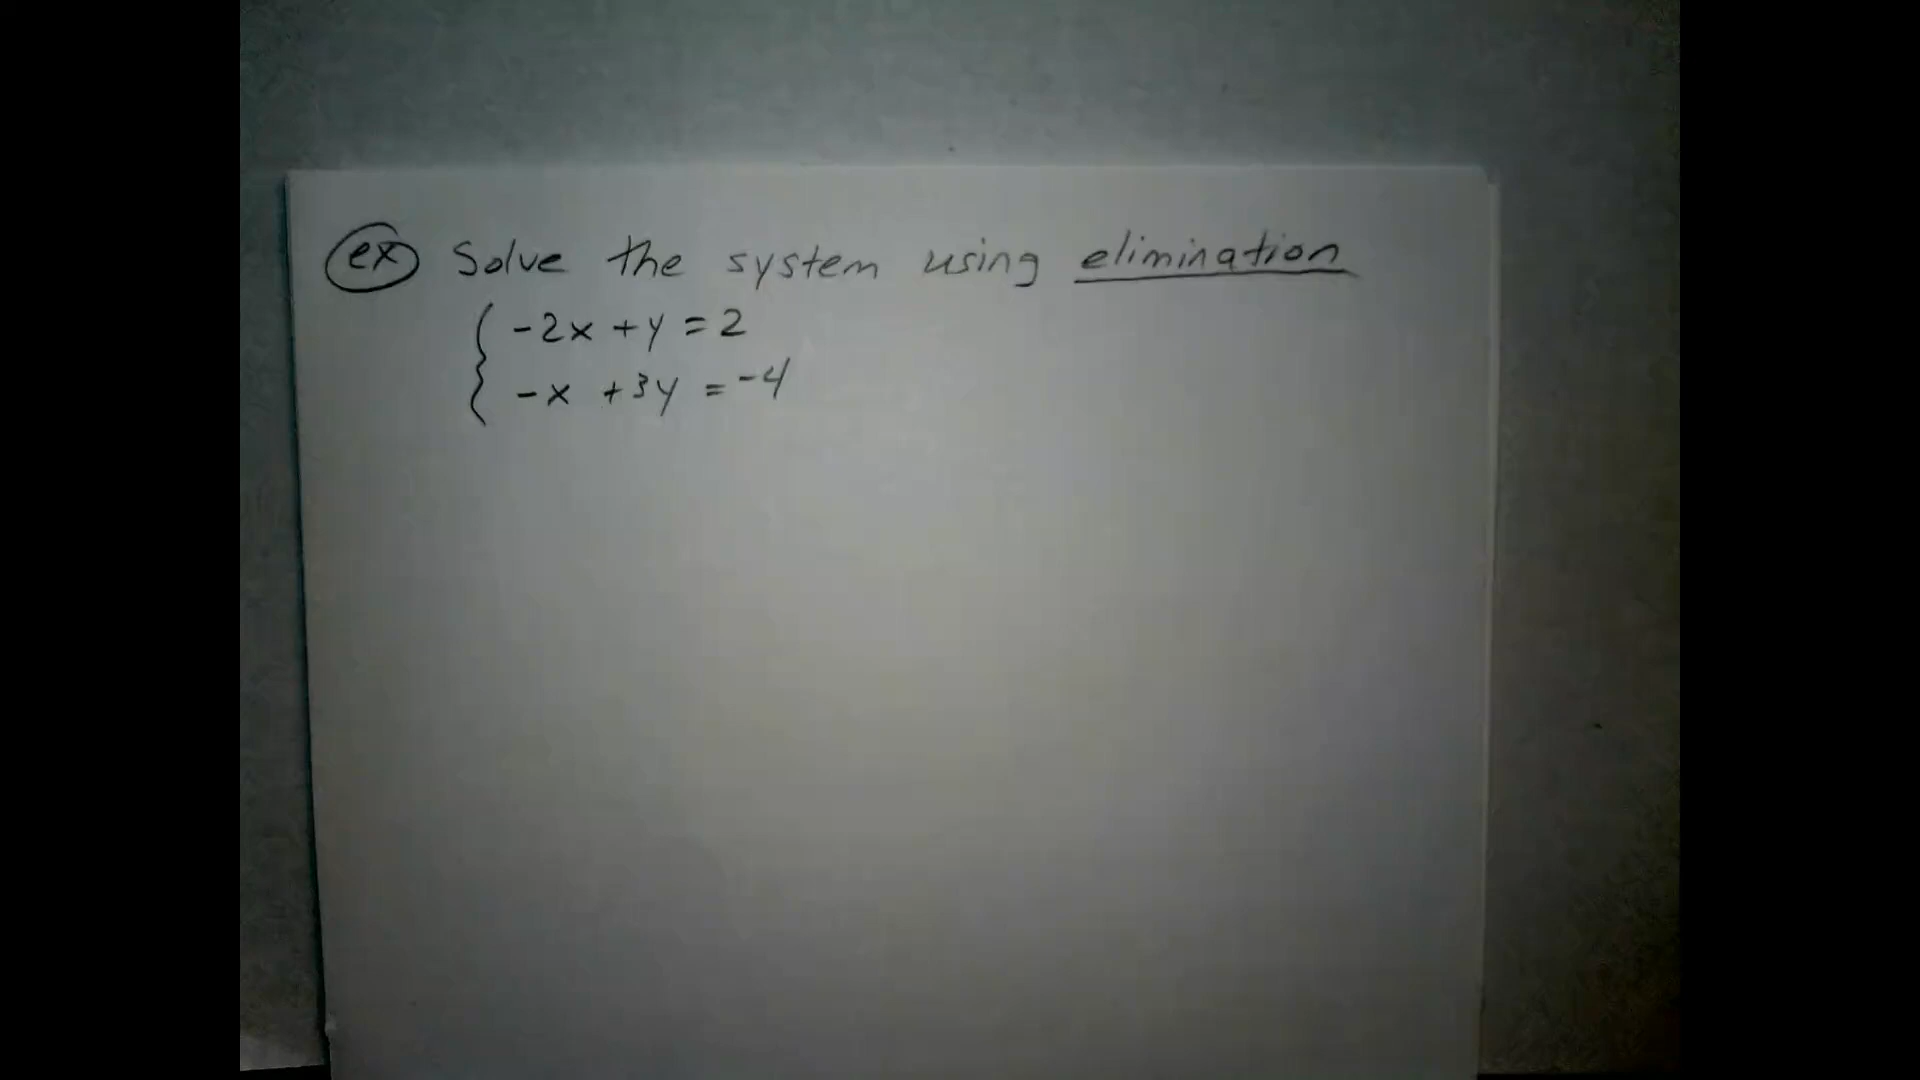 ex Solve the system using elimination
-2x + y = 2
-x + 3y = -4